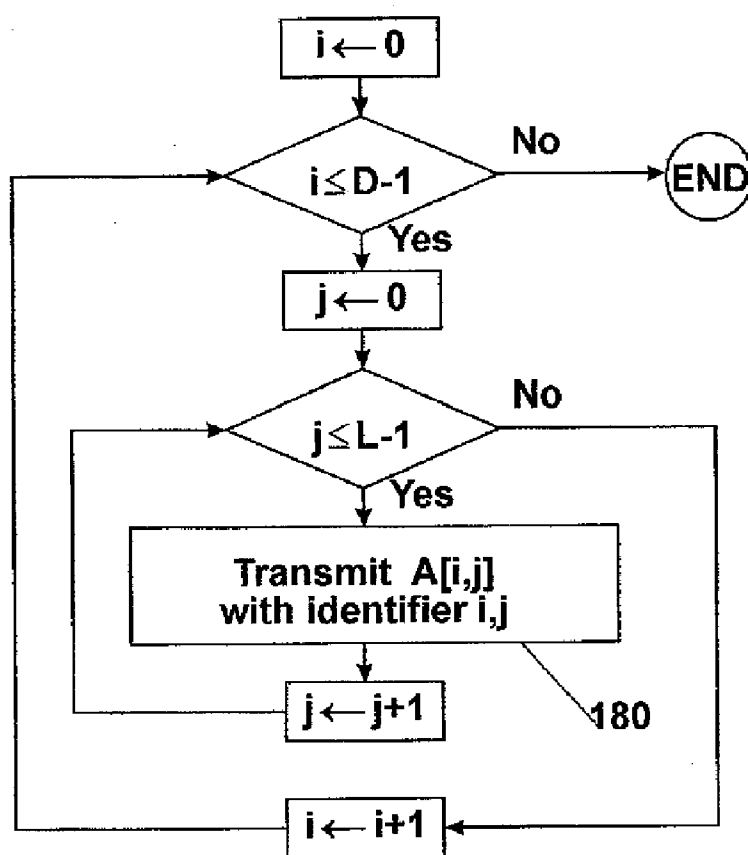 i ← 0
i ≤ D-1
No
END
Yes
j ← 0
j ≤ L-1
No
Yes
Transmit A[i,j]
with identifier i,j
j ← j+1
180
i ← i+1